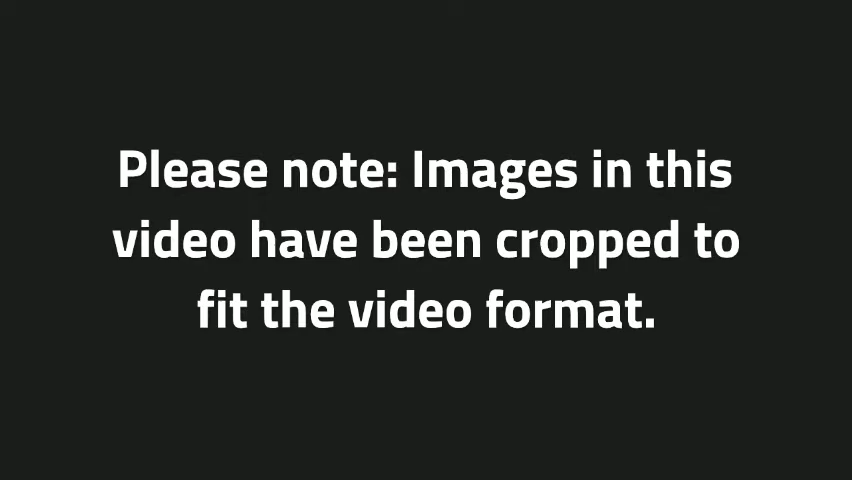 Please note: Images in this
video have been cropped to
fit the video format.